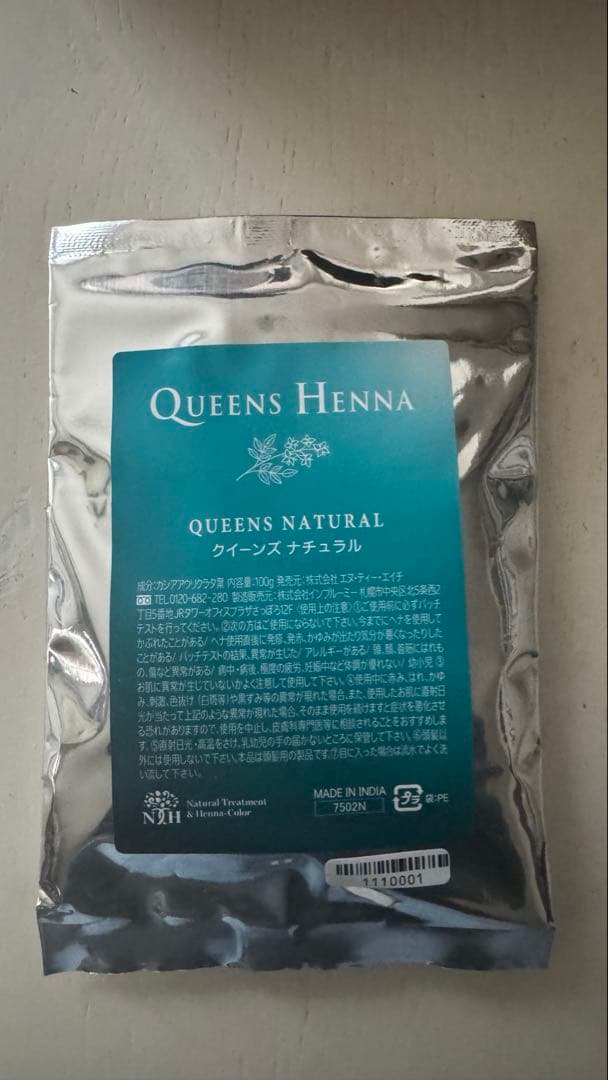 QUEENS HENNA
QUEENS NATURAL
クイーンズ ナチュラル
成分:カシアアウリクラタ葉 内容量:100g 発売元:株式会社 エヌ・ティー・エイチ
TEL.0120-682-280 製造販売元:株式会社インブルーミー 札幌市中央区北5条西2
丁目5番地JRタワーオフィスプラザさっぽろ12F 〈使用上の注意〉①ご使用前に必ずパッチ
テストを行ってください。②次の方はご使用にならないで下さい。今までにヘナを使用して
かぶれたことがある/ ヘナ使用直後に発疹、発赤、かゆみが出たり気分が悪くなったりした
ことがある/ パッチテストの結果、異常が生じた/ アレルギーがある/ 頭、顔、首筋にはれも
の、傷など異常がある/ 病中・病後、極度の疲労、妊娠中など体調が優れない/ 幼小児 ③
お肌に異常が生じていないかよく注意して使用して下さい。④使用中に赤み、はれ、かゆ
み、刺激、色抜け(白斑等)や黒ずみ等の異常が現れた場合、また、使用したお肌に直射日
光が当たって上記のような異常が現れた場合、そのまま使用を続けますと症状を悪化させ
る恐れがありますので、使用を中止し、皮膚科専門医等に相談されることをおすすめしま
す。⑤直射日光・高温をさけ、乳幼児の手の届かないところに保管して下さい。⑥頭髪以
外には使用しないで下さい。本品は頭髪用の製品です。⑦目に入った場合は流水でよく洗
い流して下さい。
NTH Natural Treatment
& Henna-Color
MADE IN INDIA
7502N
プラ 袋:PE
1110001